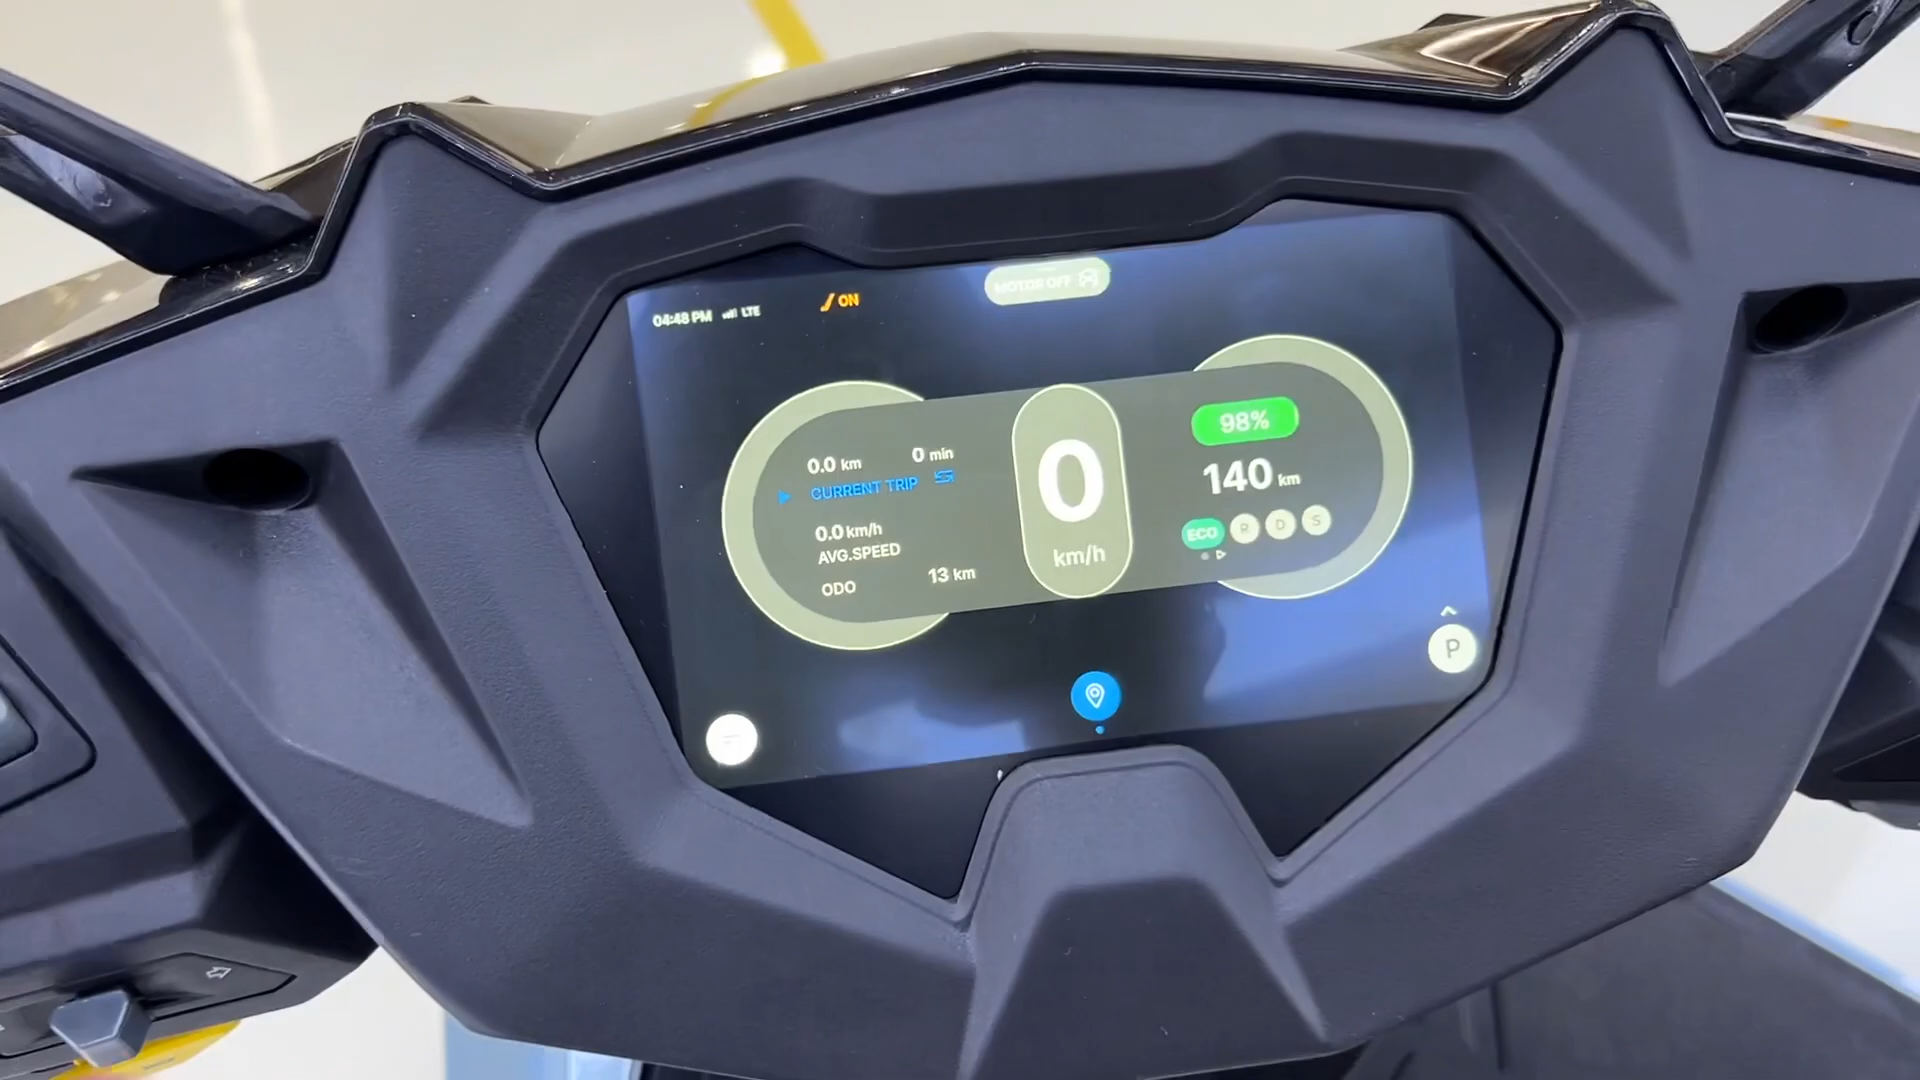 04:48 PM LTE
ON
MOTOR OFF
0.0 km 0 min
CURRENT TRIP
0.0 km/h
AVG.SPEED
ODO 13 km
0
km/h
98%
140 km
ECO R D S
P